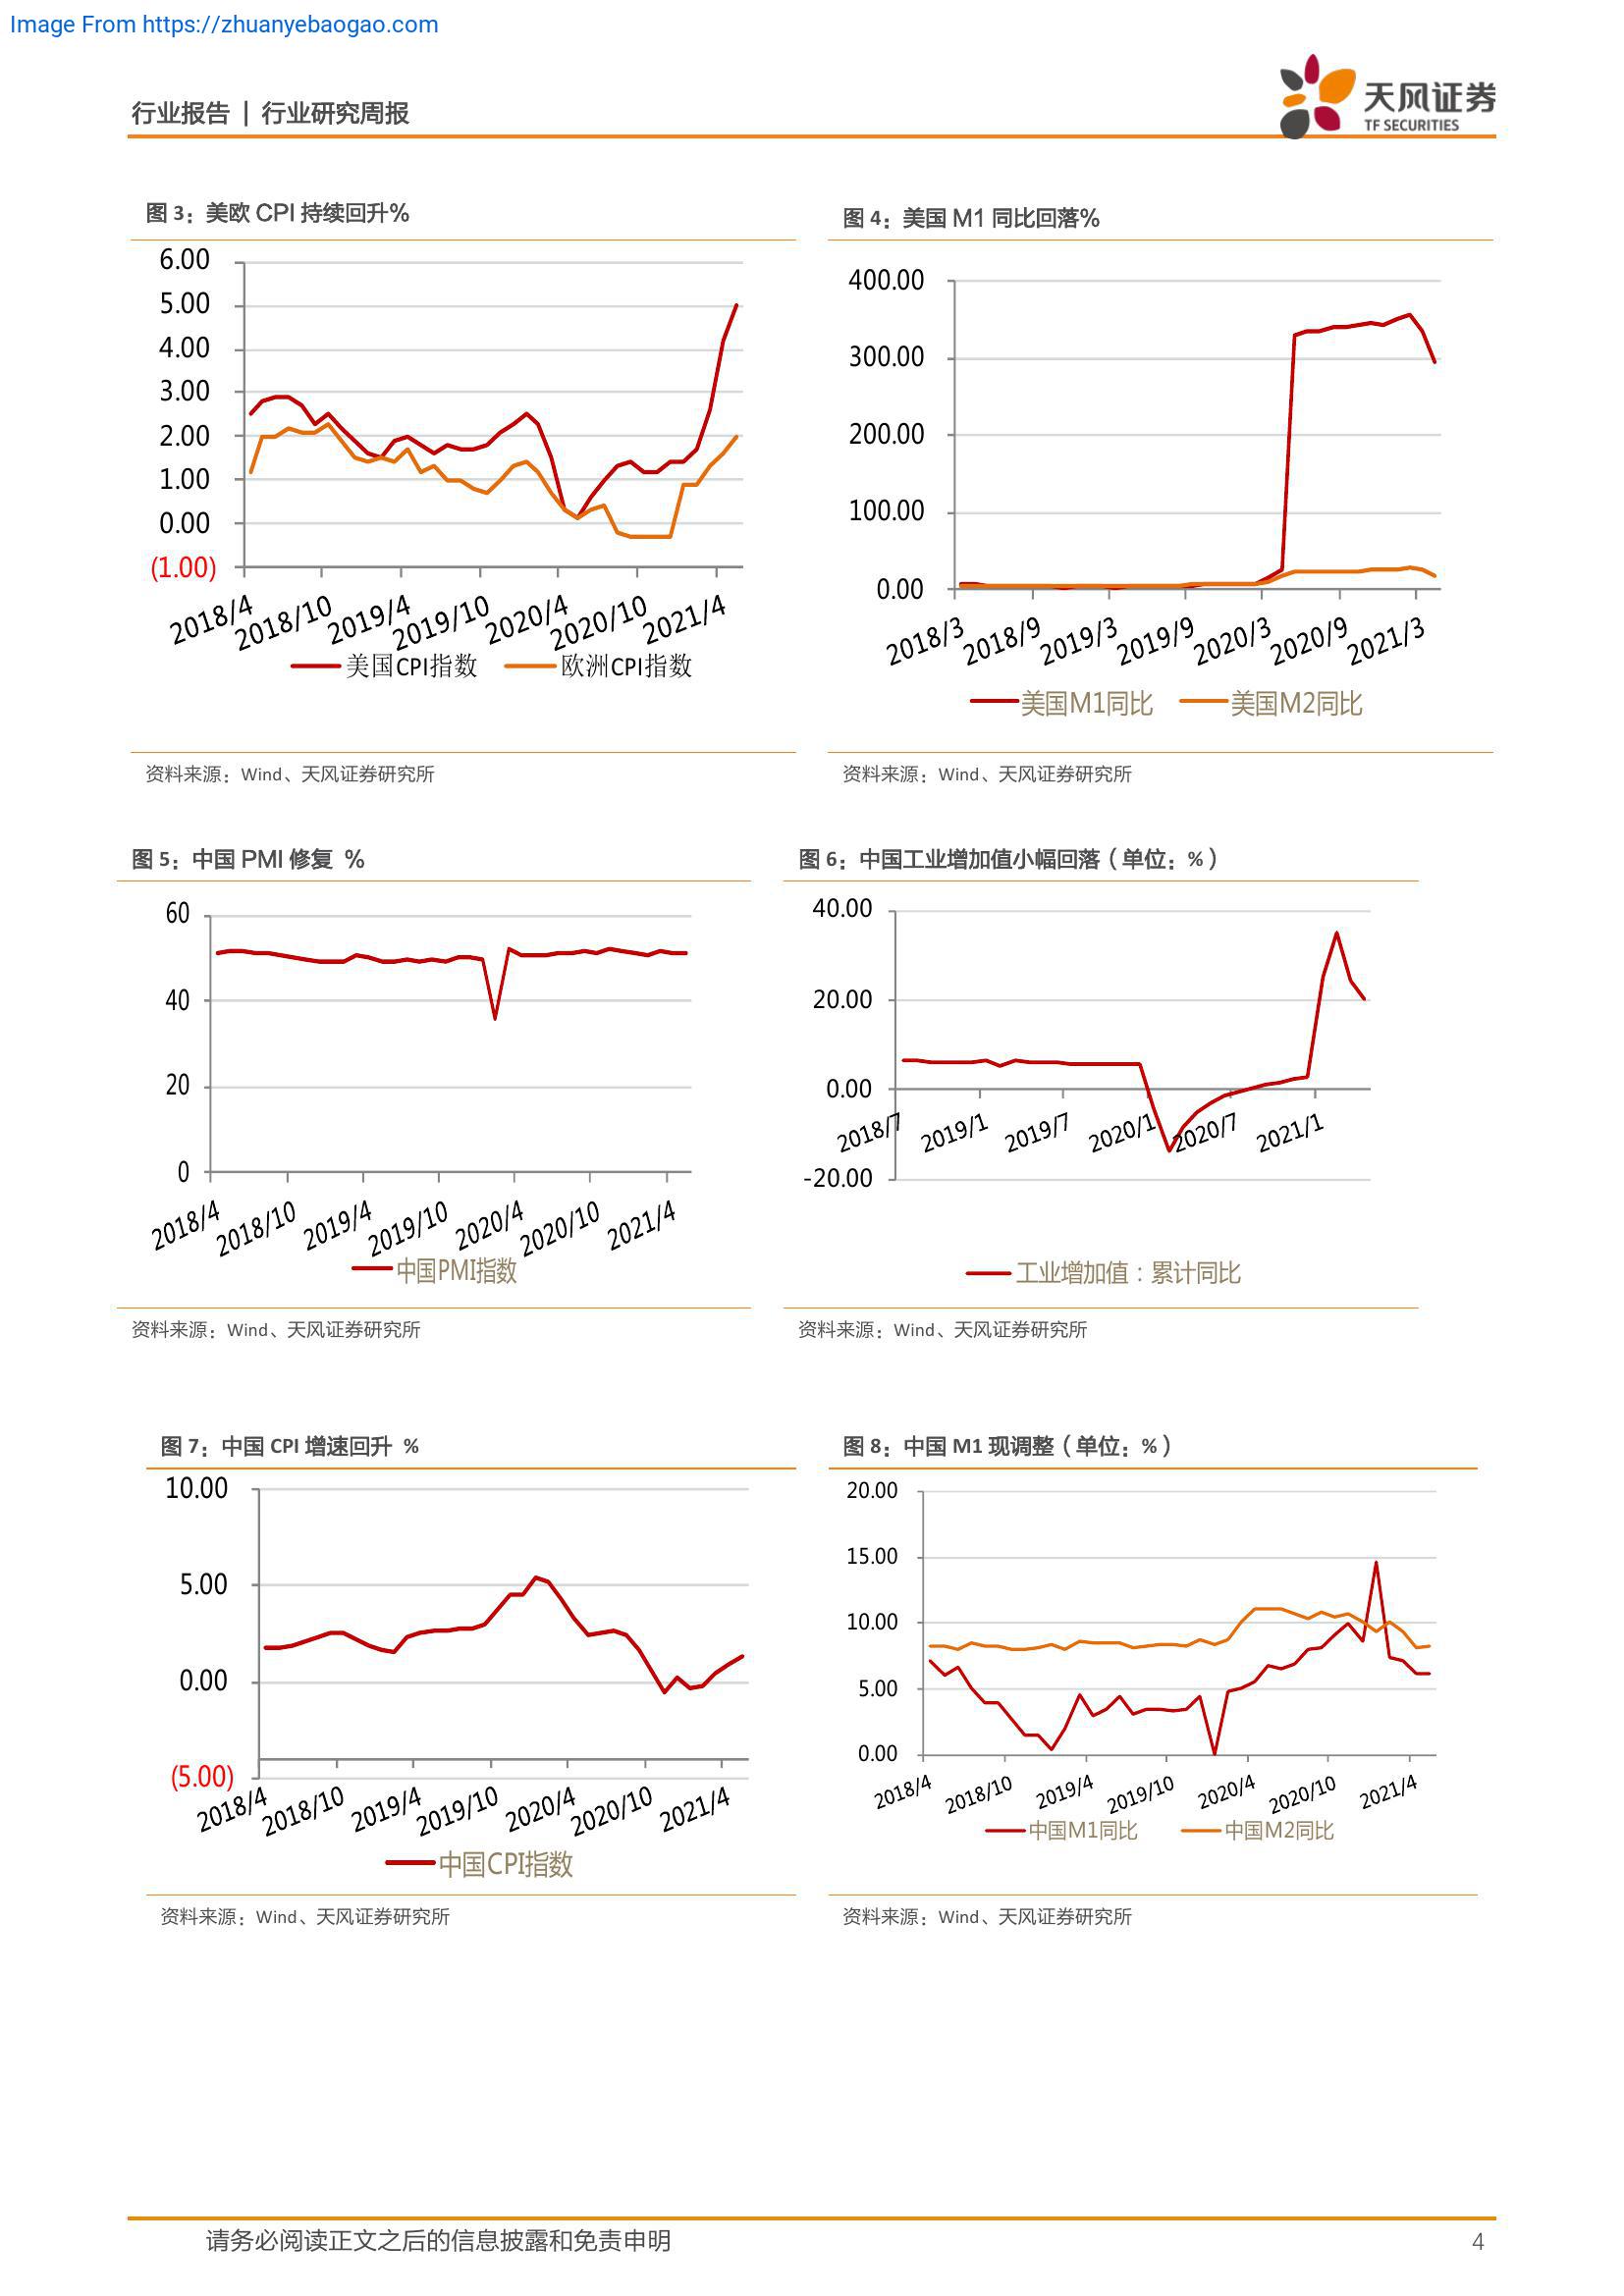 Image From https://zhuanyebaogao.com
行业报告 | 行业研究周报
天风证券
TF SECURITIES
图 3：美欧 CPI 持续回升%
6.00
5.00
4.00
3.00
2.00
1.00
0.00
(1.00)
2018/4
2018/10
2019/4
2019/10
2020/4
2020/10
2021/4
美国CPI指数
欧洲CPI指数
资料来源：Wind、天风证券研究所
图 4：美国 M1 同比回落%
400.00
300.00
200.00
100.00
0.00
2018/3
2018/9
2019/3
2019/9
2020/3
2020/9
2021/3
美国M1同比
美国M2同比
资料来源：Wind、天风证券研究所
图 5：中国 PMI 修复 %
60
40
20
0
2018/4
2018/10
2019/4
2019/10
2020/4
2020/10
2021/4
中国PMI指数
资料来源：Wind、天风证券研究所
图 6：中国工业增加值小幅回落（单位：%）
40.00
20.00
0.00
-20.00
2018/7
2019/1
2019/7
2020/1
2020/7
2021/1
工业增加值：累计同比
资料来源：Wind、天风证券研究所
图 7：中国 CPI 增速回升 %
10.00
5.00
0.00
(5.00)
2018/4
2018/10
2019/4
2019/10
2020/4
2020/10
2021/4
中国CPI指数
资料来源：Wind、天风证券研究所
图 8：中国 M1 现调整（单位：%）
20.00
15.00
10.00
5.00
0.00
2018/4
2018/10
2019/4
2019/10
2020/4
2020/10
2021/4
中国M1同比
中国M2同比
资料来源：Wind、天风证券研究所
请务必阅读正文之后的信息披露和免责申明
4